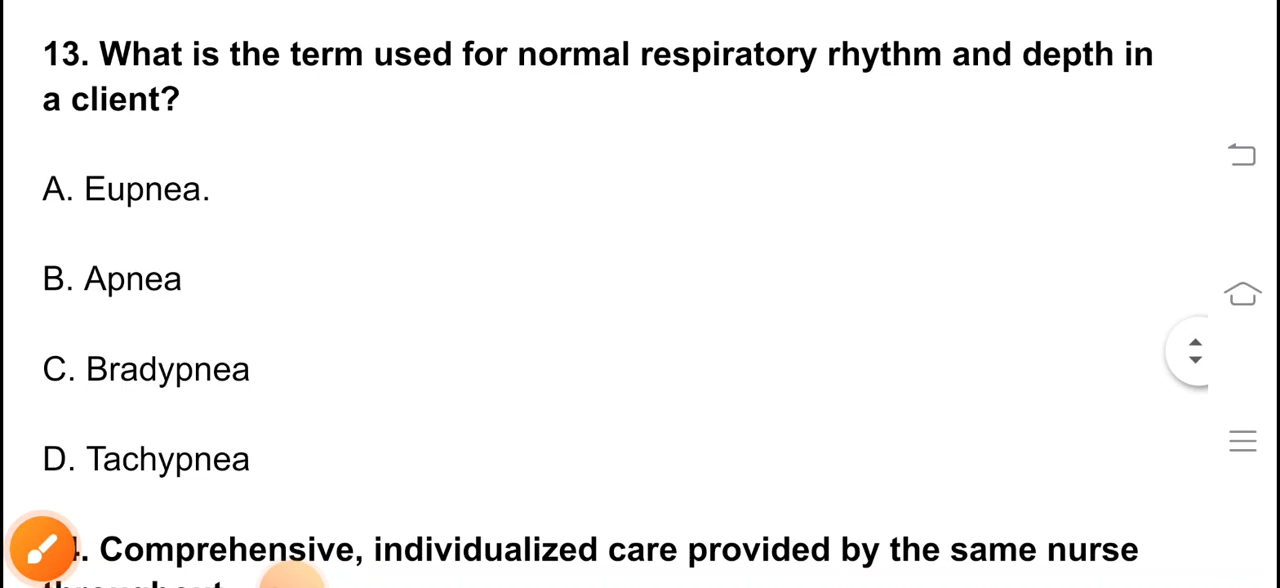 13. What is the term used for normal respiratory rhythm and depth in
a client?
A. Eupnea.
B. Apnea
C. Bradypnea
D. Tachypnea
. Comprehensive, individualized care provided by the same nurse